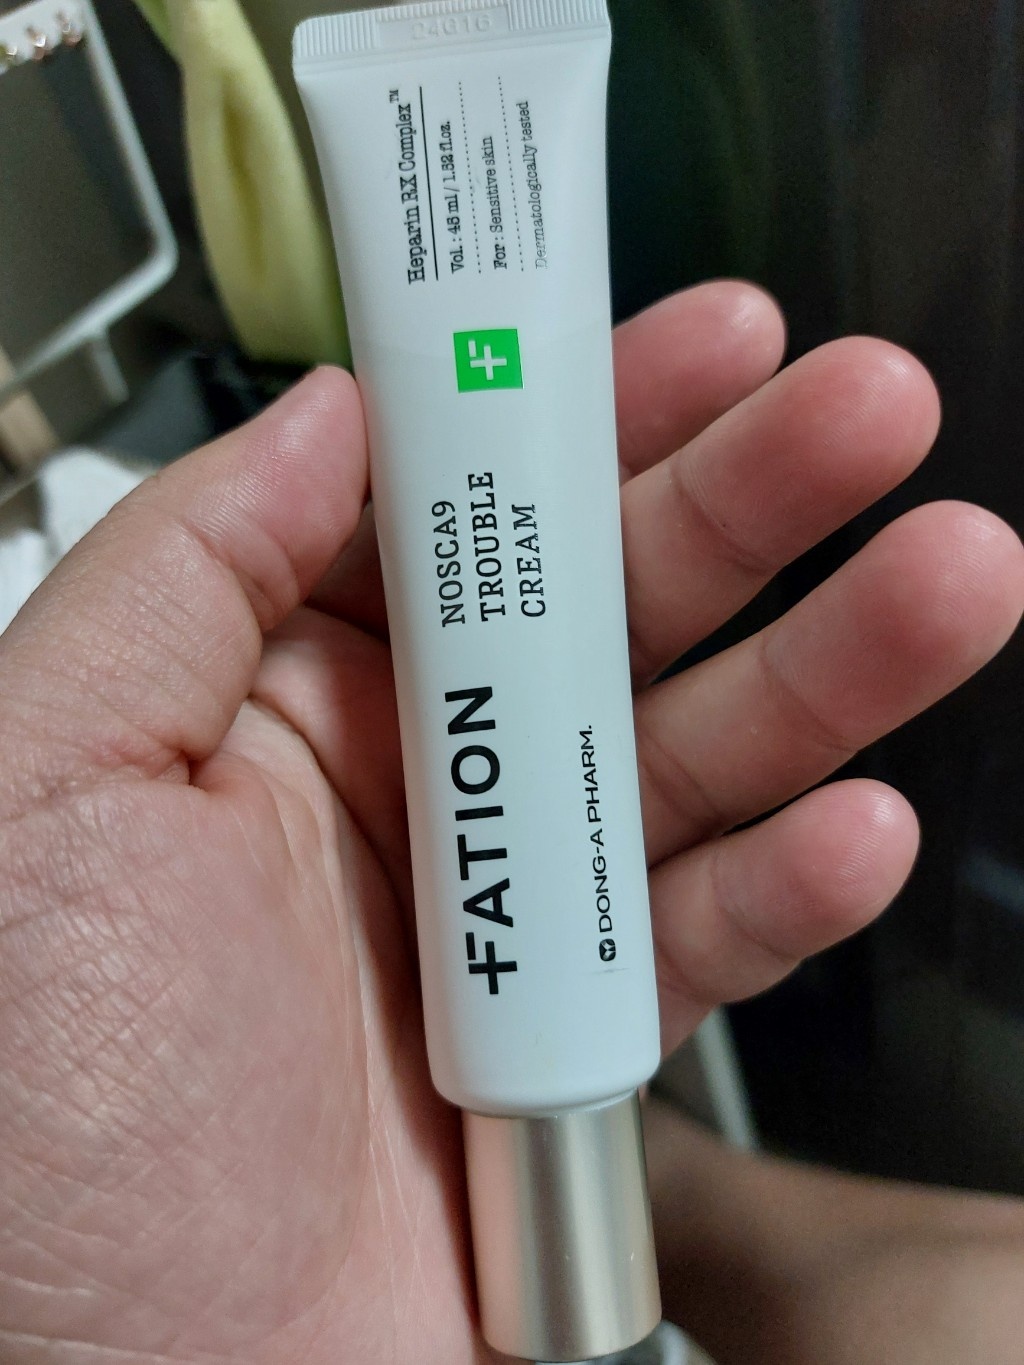 24G16
Heparin RX Complex™
Vol.: 45 ml / 1.52 fl.oz.
For : Sensitive skin
Dermatologically tested
NOSCA9
TROUBLE
CREAM
FATION
DONG-A PHARM.